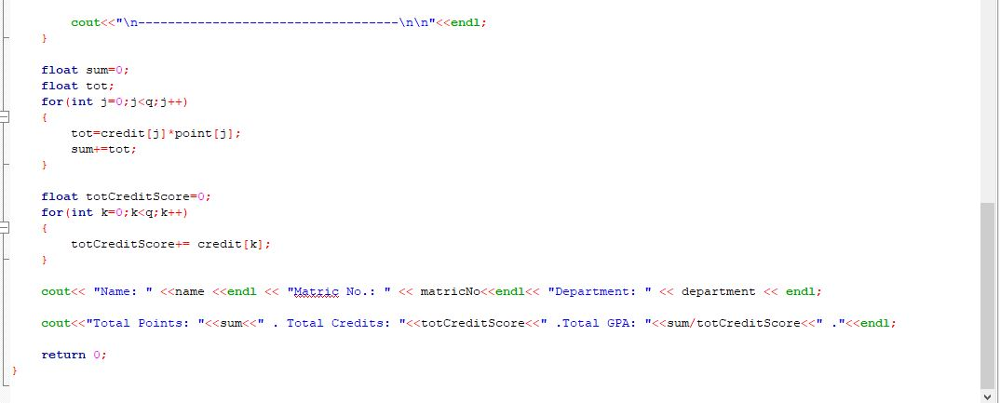 cout<<"\n-----------------------------------\n\n"<<endl;
}
float sum=0;
float tot;
for(int j=0;j<q;j++)
{
tot=credit[j]*point[j];
sum+=tot;
}
float totCreditScore=0;
for(int k=0;k<q;k++)
{
totCreditScore+= credit[k];
}
cout<< "Name: " <<name <<endl << "Matric No.: " << matricNo<<endl<< "Department: " << department << endl;
cout<<"Total Points: "<<sum<<" . Total Credits: "<<totCreditScore<<" .Total GPA: "<<sum/totCreditScore<<" ."<<endl;
return 0;
}